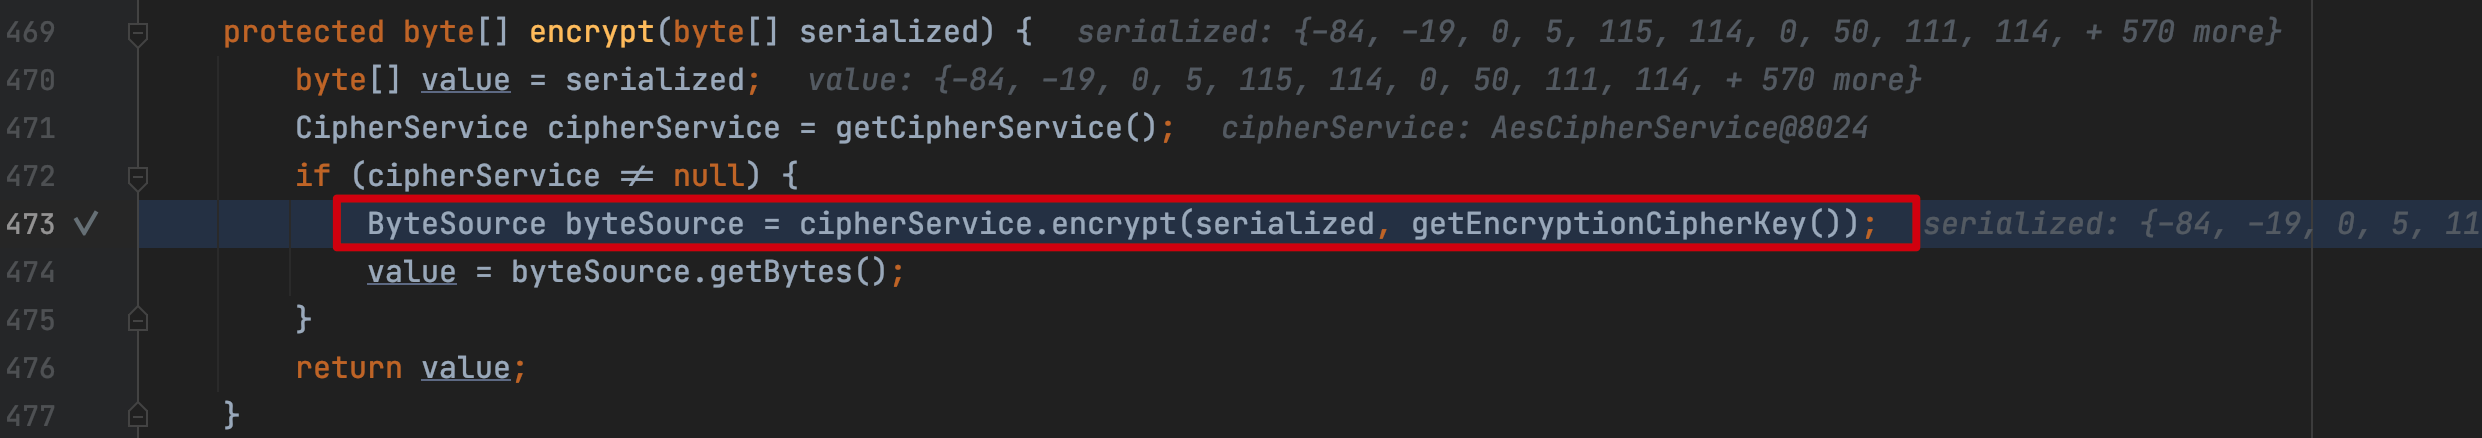 469 protected byte[] encrypt(byte[] serialized) { serialized: {-84, -19, 0, 5, 115, 114, 0, 50, 111, 114, + 570 more}
470 byte[] value = serialized; value: {-84, -19, 0, 5, 115, 114, 0, 50, 111, 114, + 570 more}
471 CipherService cipherService = getCipherService(); cipherService: AesCipherService@8024
472 if (cipherService ≠ null) {
473 ByteSource byteSource = cipherService.encrypt(serialized, getEncryptionCipherKey()); serialized: {-84, -19, 0, 5, 11
474 value = byteSource.getBytes();
475 }
476 return value;
477 }